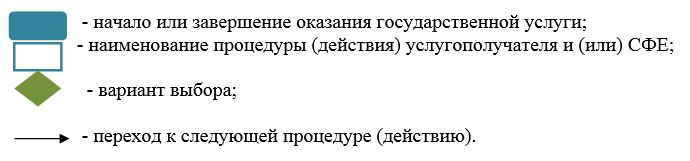 - начало или завершение оказания государственной услуги;
- наименование процедуры (действия) услугополучателя и (или) СФЕ;
- вариант выбора;
- переход к следующей процедуре (действию).